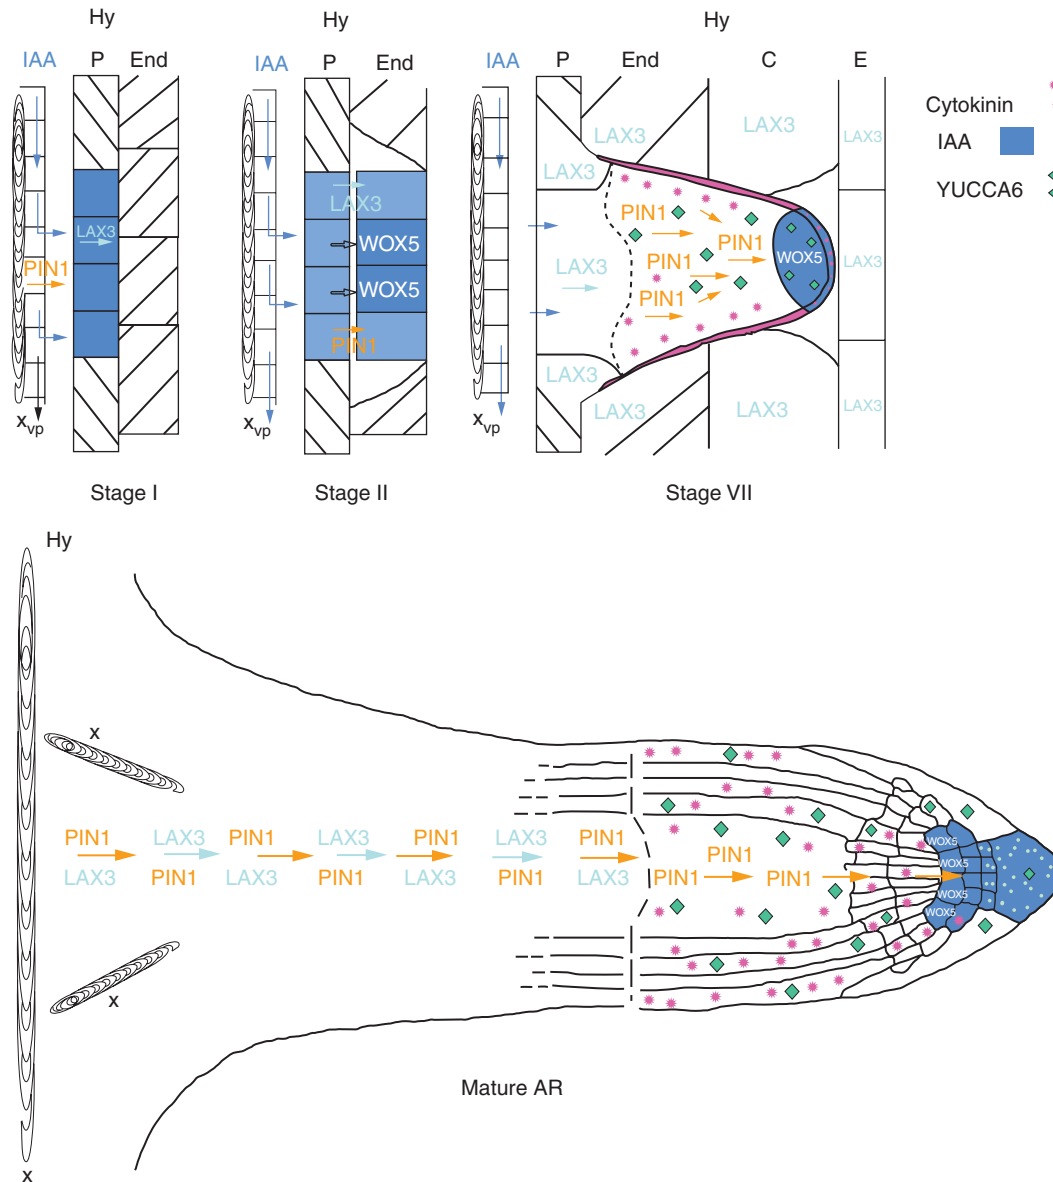 Hy
IAA P End
LAX3
PIN1
xvp
Stage I
Hy
IAA P End
LAX3
WOX5
WOX5
PIN1
xvp
Stage II
Hy
IAA P End C E
LAX3 LAX3 LAX3
LAX3
PIN1
PIN1
WOX5
LAX3 PIN1 LAX3
PIN1
LAX3
LAX3 LAX3 LAX3
xvp
Stage VII
Cytokinin
IAA
YUCCA6
Hy
x
PIN1 LAX3 PIN1 LAX3 PIN1 LAX3 PIN1
LAX3 PIN1 LAX3 PIN1 LAX3 PIN1 LAX3
PIN1
PIN1 PIN1
WOX5
WOX5
WOX5
WOX5
x
Mature AR
x